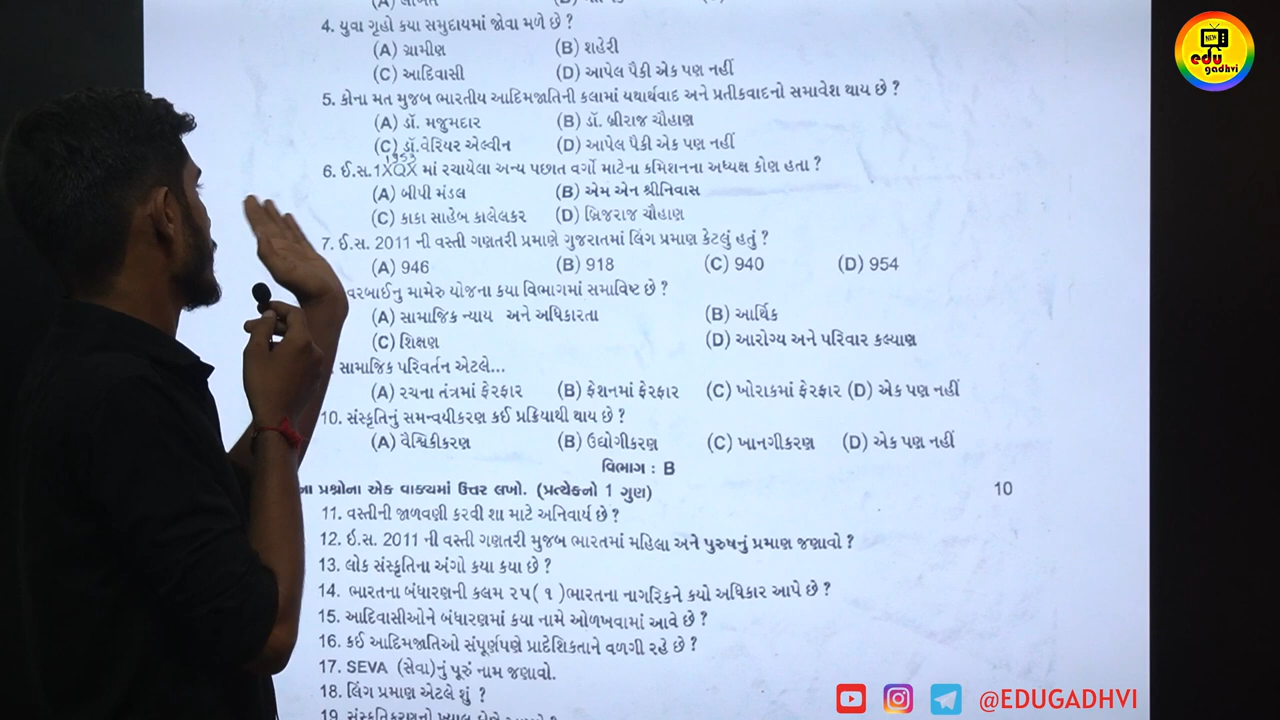 4. યુવા ગૃહો કયા સમુદાયમાં જોવા મળે છે ?
(A) ગ્રામીણ (B) શહેરી
(C) આદિવાસી (D) આપેલ પૈકી એક પણ નહીં
5. કોના મત મુજબ ભારતીય આદિમજાતિની કલામાં યથાર્થવાદ અને પ્રતીકવાદનો સમાવેશ થાય છે ?
(A) ડૉ. મજુમદાર (B) ડૉ. બ્રીરાજ ચૌહાણ
(C) ડૉ.વેરિયર એલ્વીન (D) આપેલ પૈકી એક પણ નહીં
1953
6. ઈ.સ.1XQX માં રચાયેલા અન્ય પછાત વર્ગો માટેના કમિશનના અધ્યક્ષ કોણ હતા ?
(A) બીપી મંડલ (B) એમ એન શ્રીનિવાસ
(C) કાકા સાહેબ કાલેલકર (D) બ્રિજરાજ ચૌહાણ
7. ઈ.સ. 2011 ની વસ્તી ગણતરી પ્રમાણે ગુજરાતમાં લિંગ પ્રમાણ કેટલું હતું ?
(A) 946 (B) 918 (C) 940 (D) 954
વરબાઈનુ મામેરુ યોજના કયા વિભાગમાં સમાવિષ્ટ છે ?
(A) સામાજિક ન્યાય અને અધિકારતા (B) આર્થિક
(C) શિક્ષણ (D) આરોગ્ય અને પરિવાર કલ્યાણ
સામાજિક પરિવર્તન એટલે...
(A) રચના તંત્રમાં ફેરફાર (B) ફેશનમાં ફેરફાર (C) ખોરાકમાં ફેરફાર (D) એક પણ નહીં
10. સંસ્કૃતિનું સમન્વયીકરણ કઈ પ્રક્રિયાથી થાય છે ?
(A) વૈશ્વિકીકરણ (B) ઉદ્યોગીકરણ (C) ખાનગીકરણ (D) એક પણ નહીં
વિભાગ : B
ના પ્રશ્નોના એક વાક્યમાં ઉત્તર લખો. (પ્રત્યેકનો 1 ગુણ) 10
11. વસ્તીની જાળવણી કરવી શા માટે અનિવાર્ય છે ?
12. ઇ.સ. 2011 ની વસ્તી ગણતરી મુજબ ભારતમાં મહિલા અને પુરુષનું પ્રમાણ જણાવો ?
13. લોક સંસ્કૃતિના અંગો કયા કયા છે ?
14. ભારતના બંધારણની કલમ ૨૫( ૧ )ભારતના નાગરિકને કયો અધિકાર આપે છે ?
15. આદિવાસીઓને બંધારણમાં કયા નામે ઓળખવામાં આવે છે ?
16. કઈ આદિમજાતિઓ સંપૂર્ણપણે પ્રાદેશિકતાને વળગી રહે છે ?
17. SEVA (સેવા)નું પૂરું નામ જણાવો.
18. લિંગ પ્રમાણ એટલે શું ?
NEW
edu
gadhvi
@EDUGADHVI